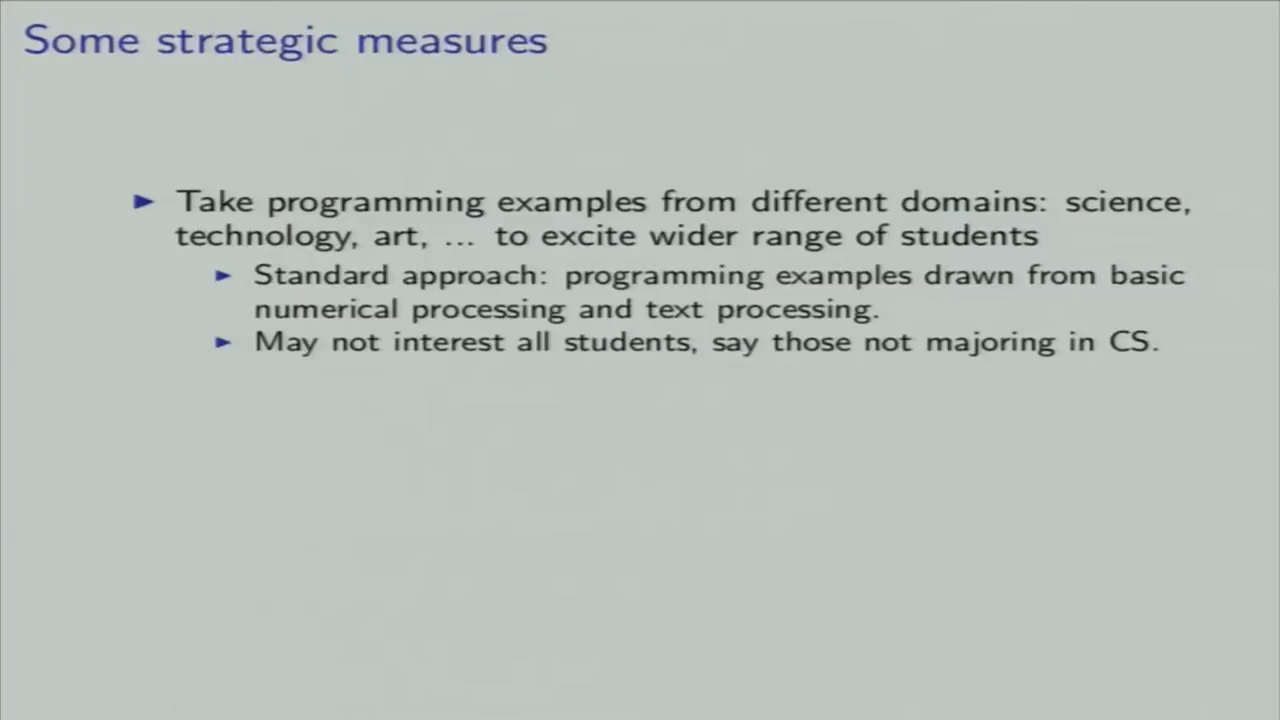 Some strategic measures
Take programming examples from different domains: science,
technology, art, ... to excite wider range of students
Standard approach: programming examples drawn from basic
numerical processing and text processing.
May not interest all students, say those not majoring in CS.